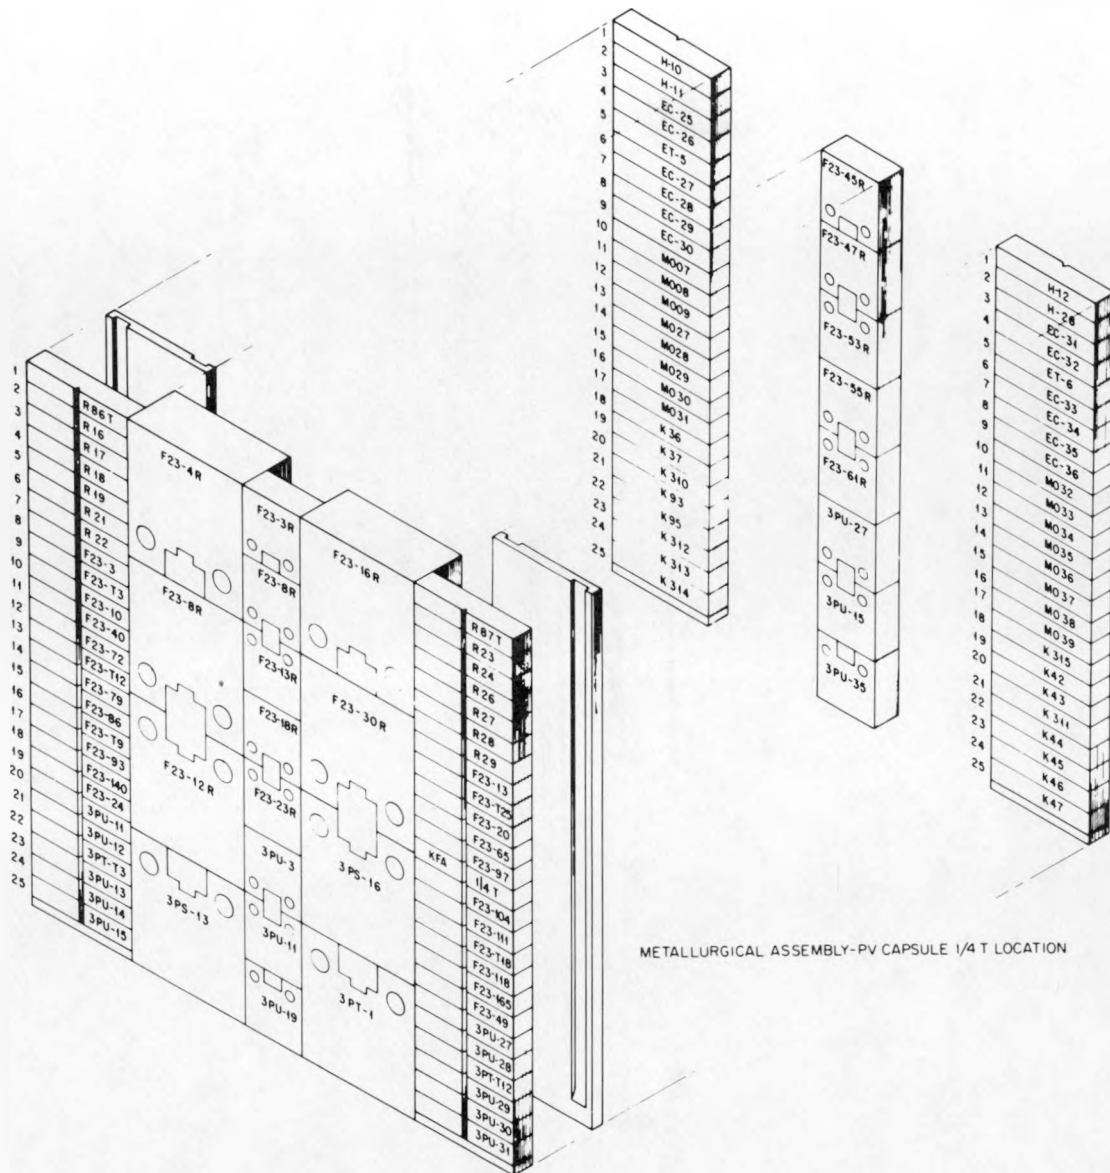 1
2
3
4
5
6
7
8
9
10
11
12
13
14
15
16
17
18
19
20
21
22
23
24
25
H-10
H-11
EC-25
EC-26
ET-5
EC-27
EC-28
EC-29
EC-30
M007
M008
M009
M027
M028
M029
M030
M031
K36
K37
K310
K93
K95
K312
K313
K314
F23-45R
F23-47R
F23-53R
F23-55R
F23-61R
3PU-27
3PU-15
3PU-35
1
2
3
4
5
6
7
8
9
10
11
12
13
14
15
16
17
18
19
20
21
22
23
24
25
H-12
H-26
EC-31
EC-32
ET-6
EC-33
EC-34
EC-35
EC-36
M032
M033
M034
M035
M036
M037
M038
M039
K315
K42
K43
K311
K44
K45
K46
K47
1
2
3
4
5
6
7
8
9
10
11
12
13
14
15
16
17
18
19
20
21
22
23
24
25
R86T
R16
R17
R18
R19
R21
R22
F23-3
F23-T3
F23-10
F23-40
F23-72
F23-T12
F23-79
F23-86
F23-T9
F23-93
F23-140
F23-24
3PU-11
3PU-12
3PT-T3
3PU-13
3PU-14
3PU-15
F23-4R
F23-8R
F23-12R
3PS-13
F23-3R
F23-8R
F23-13R
F23-18R
F23-23R
3PU-3
3PU-11
3PU-19
F23-16R
F23-30R
3PS-16
3PT-1
KFA
R87T
R23
R24
R26
R27
R28
R29
F23-13
F23-T25
F23-20
F23-65
F23-97
1/4 T
F23-104
F23-111
F23-T18
F23-118
F23-165
F23-49
3PU-27
3PU-28
3PT-T12
3PU-29
3PU-30
3PU-31
METALLURGICAL ASSEMBLY-PV CAPSULE 1/4 T LOCATION